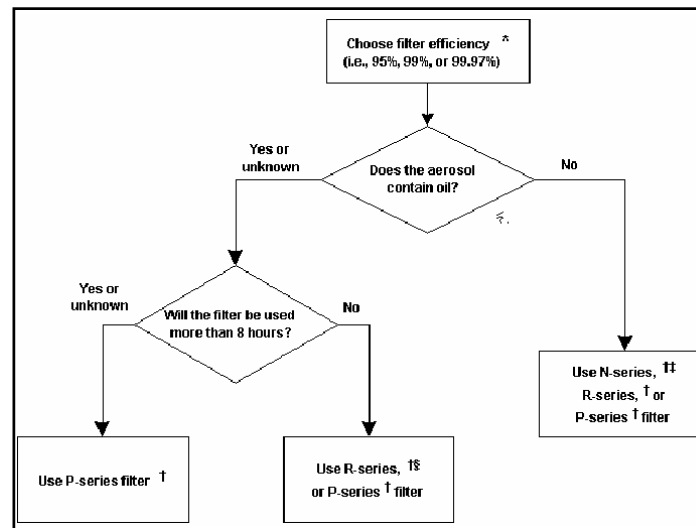 Choose filter efficiency *
(i.e., 95%, 99%, or 99.97%)
Yes or
unknown
Does the aerosol
contain oil?
No
Yes or
unknown
Will the filter be used
more than 8 hours?
No
Use N-series, †‡
R-series, † or
P-series † filter
Use P-series filter †
Use R-series, †§
or P-series † filter